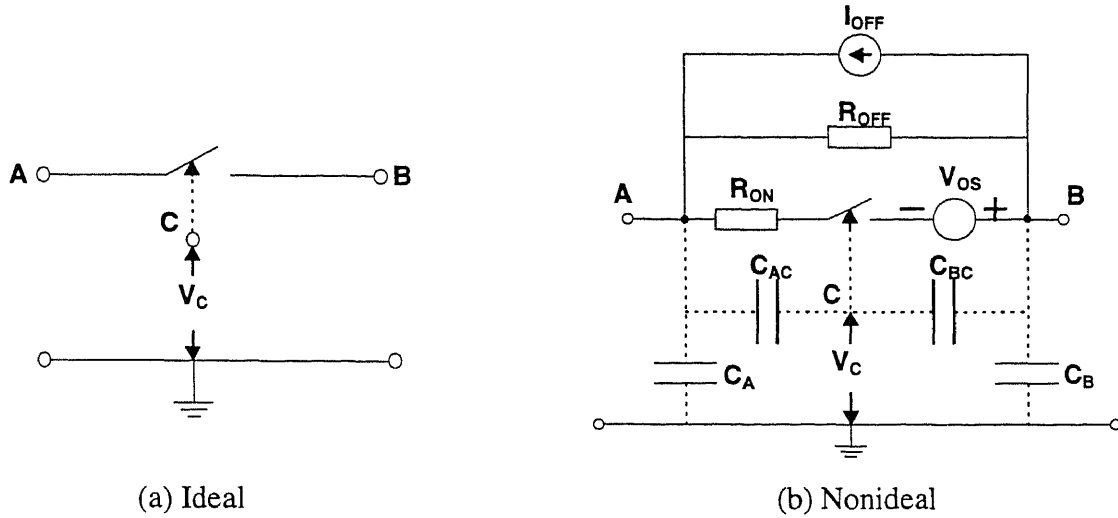 I_OFF
R_OFF
A
B
A
R_ON
V_OS
B
− +
C
C_AC
C
C_BC
V_C
V_C
C_A
C_B
(a) Ideal
(b) Nonideal